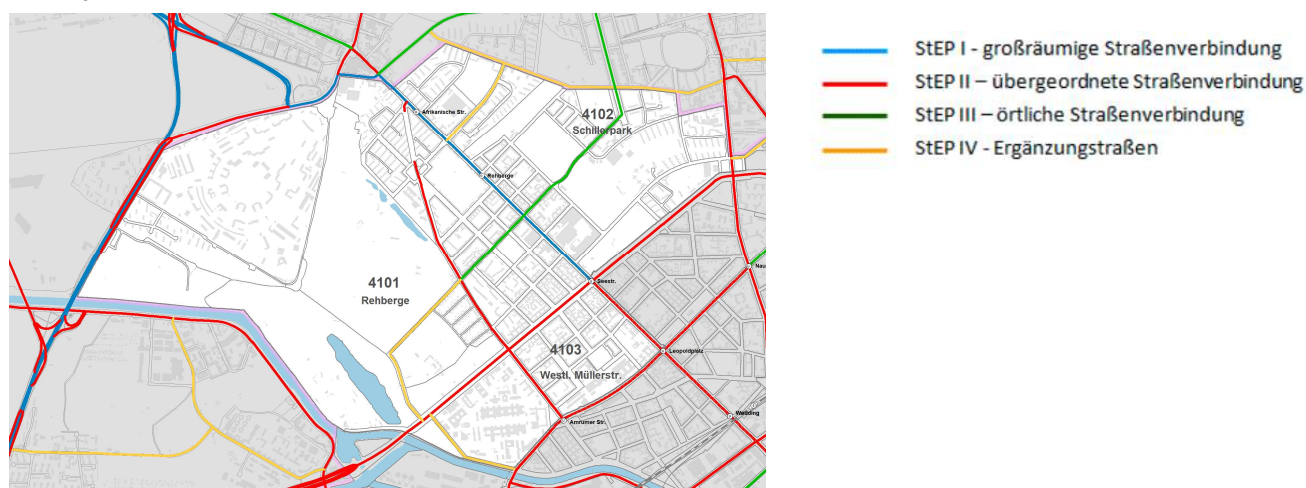 StEP I - großräumige Straßenverbindung
StEP II – übergeordnete Straßenverbindung
StEP III – örtliche Straßenverbindung
StEP IV - Ergänzungstraßen
Afrikanische Str.
4102
Schillerpark
Rehberge
4101
Rehberge
Seestr.
Nau
4103
Westl. Müllerstr.
Leopoldplatz
Amrumer Str.
Wedding